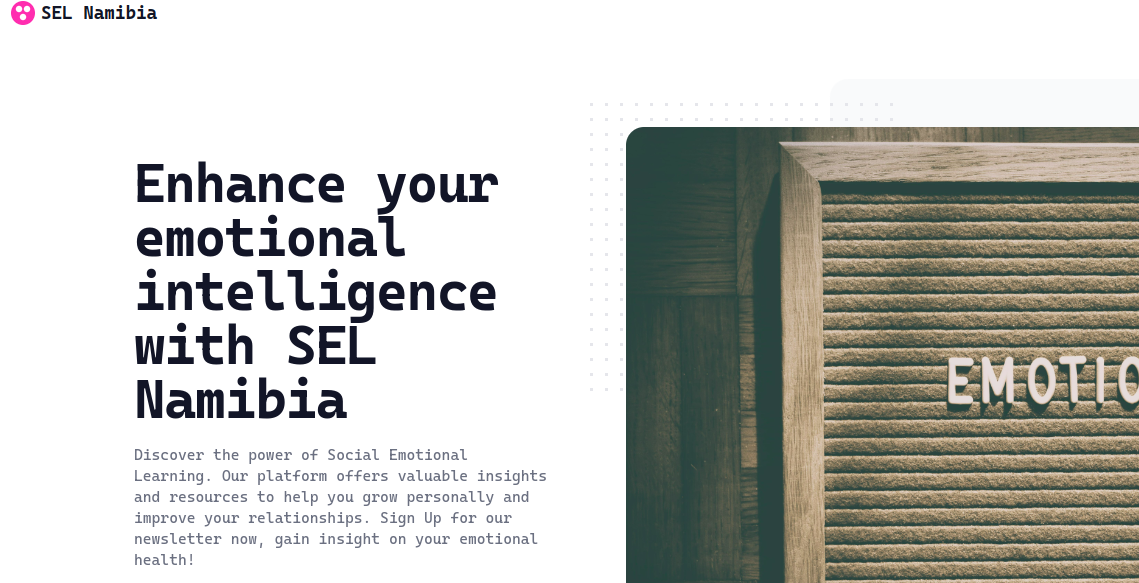 SEL Namibia
Enhance your
emotional
intelligence
with SEL
Namibia
Discover the power of Social Emotional
Learning. Our platform offers valuable insights
and resources to help you grow personally and
improve your relationships. Sign Up for our
newsletter now, gain insight on your emotional
health!
EMOTIO